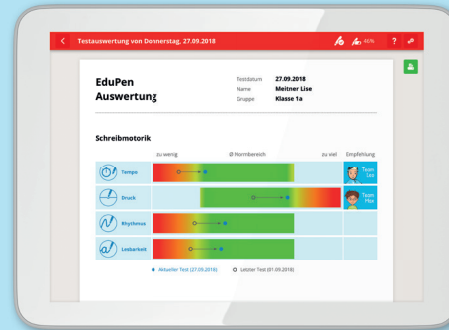 Testauswertung von Donnerstag, 27.09.2018
46%
?
EduPen
Auswertung
Testdatum 27.09.2018
Name Meitner Lise
Gruppe Klasse 1a
Schreibmotorik
zu wenig Ø Normbereich zu viel Empfehlung
Tempo Team Lea
Druck Team Max
Rhythmus
Lesbarkeit
Aktueller Test (27.09.2018) Letzter Test (01.09.2018)